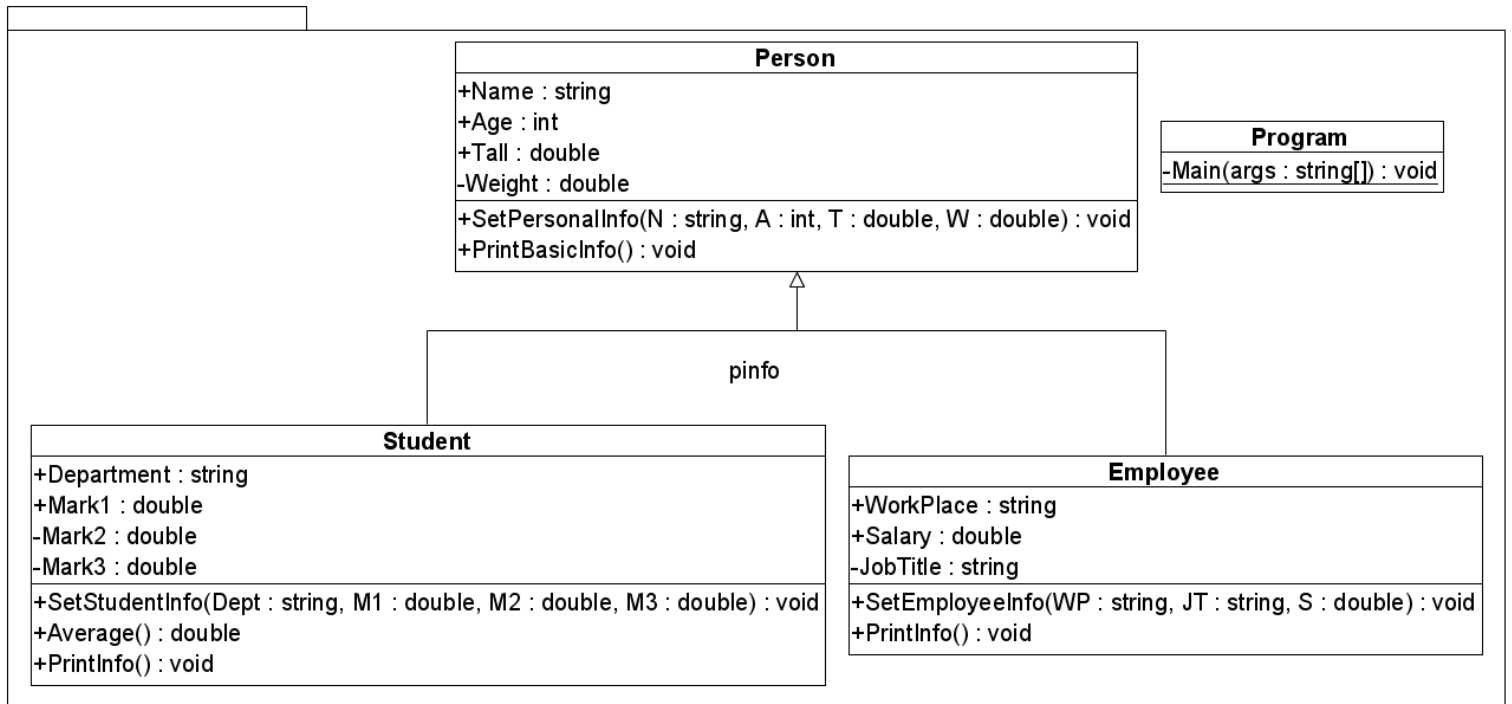 Person
+Name : string
+Age : int
+Tall : double
-Weight : double
+SetPersonalInfo(N : string, A : int, T : double, W : double) : void
+PrintBasicInfo() : void
Program
-Main(args : string[]) : void
pinfo
Student
+Department : string
+Mark1 : double
-Mark2 : double
-Mark3 : double
+SetStudentInfo(Dept : string, M1 : double, M2 : double, M3 : double) : void
+Average() : double
+PrintInfo() : void
Employee
+WorkPlace : string
+Salary : double
-JobTitle : string
+SetEmployeeInfo(WP : string, JT : string, S : double) : void
+PrintInfo() : void